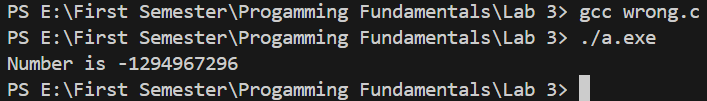 PS E:\First Semester\Progamming Fundamentals\Lab 3> gcc wrong.c
PS E:\First Semester\Progamming Fundamentals\Lab 3> ./a.exe
Number is -1294967296
PS E:\First Semester\Progamming Fundamentals\Lab 3>